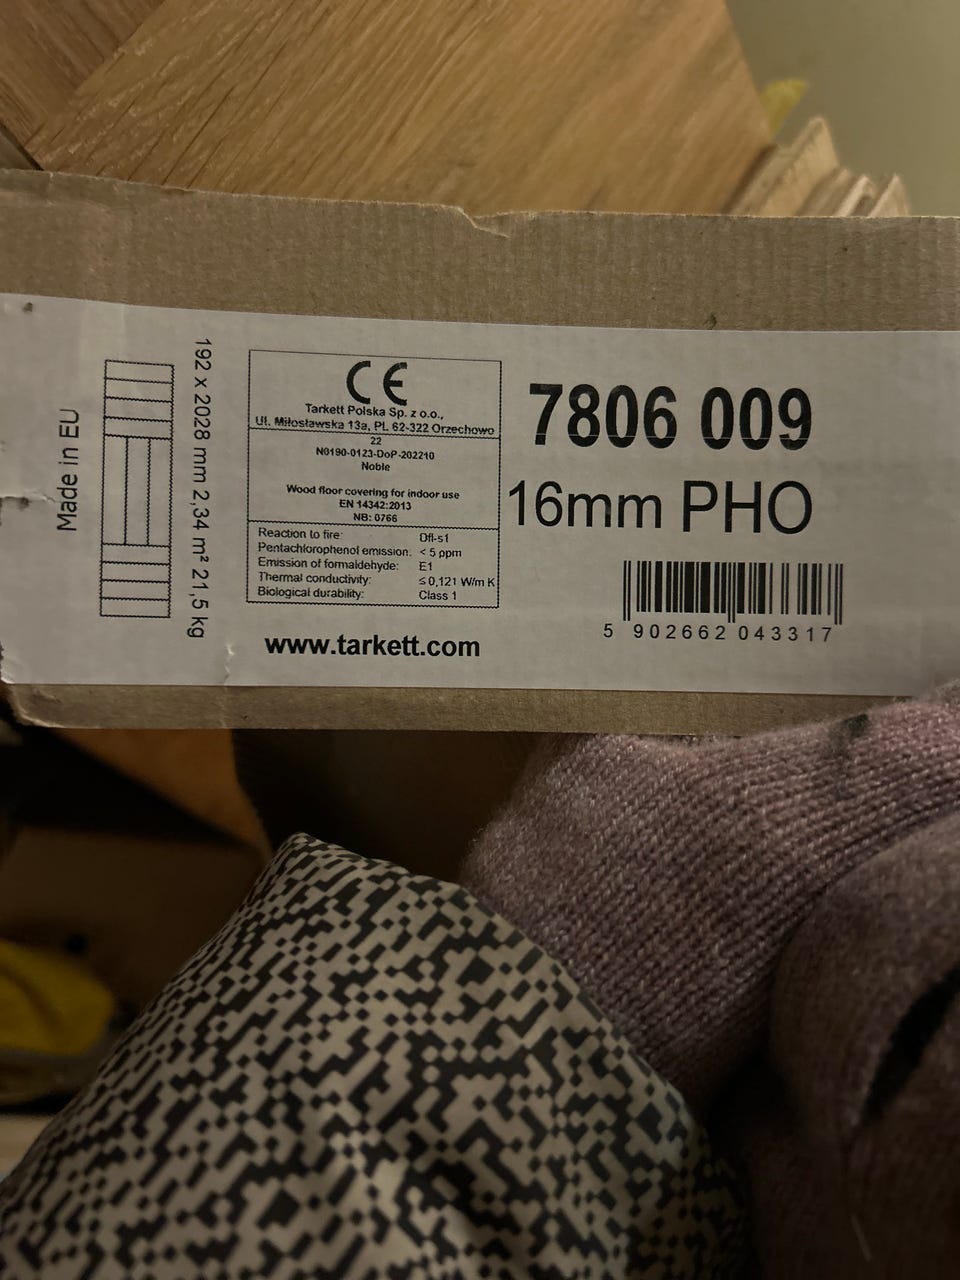 Made in EU
192 x 2028 mm 2,34 m² 21,5 kg
CE
Tarkett Polska Sp. z o.o.,
Ul. Miłosławska 13a, PL 62-322 Orzechowo
22
N0190-0123-DoP-202210
Noble
Wood floor covering for indoor use
EN 14342:2013
NB: 0766
Reaction to fire: Dfl-s1
Pentachlorophenol emission: < 5 ppm
Emission of formaldehyde: E1
Thermal conductivity: ≤ 0,121 W/m K
Biological durability: Class 1
www.tarkett.com
7806 009
16mm PHO
5 902662 043317